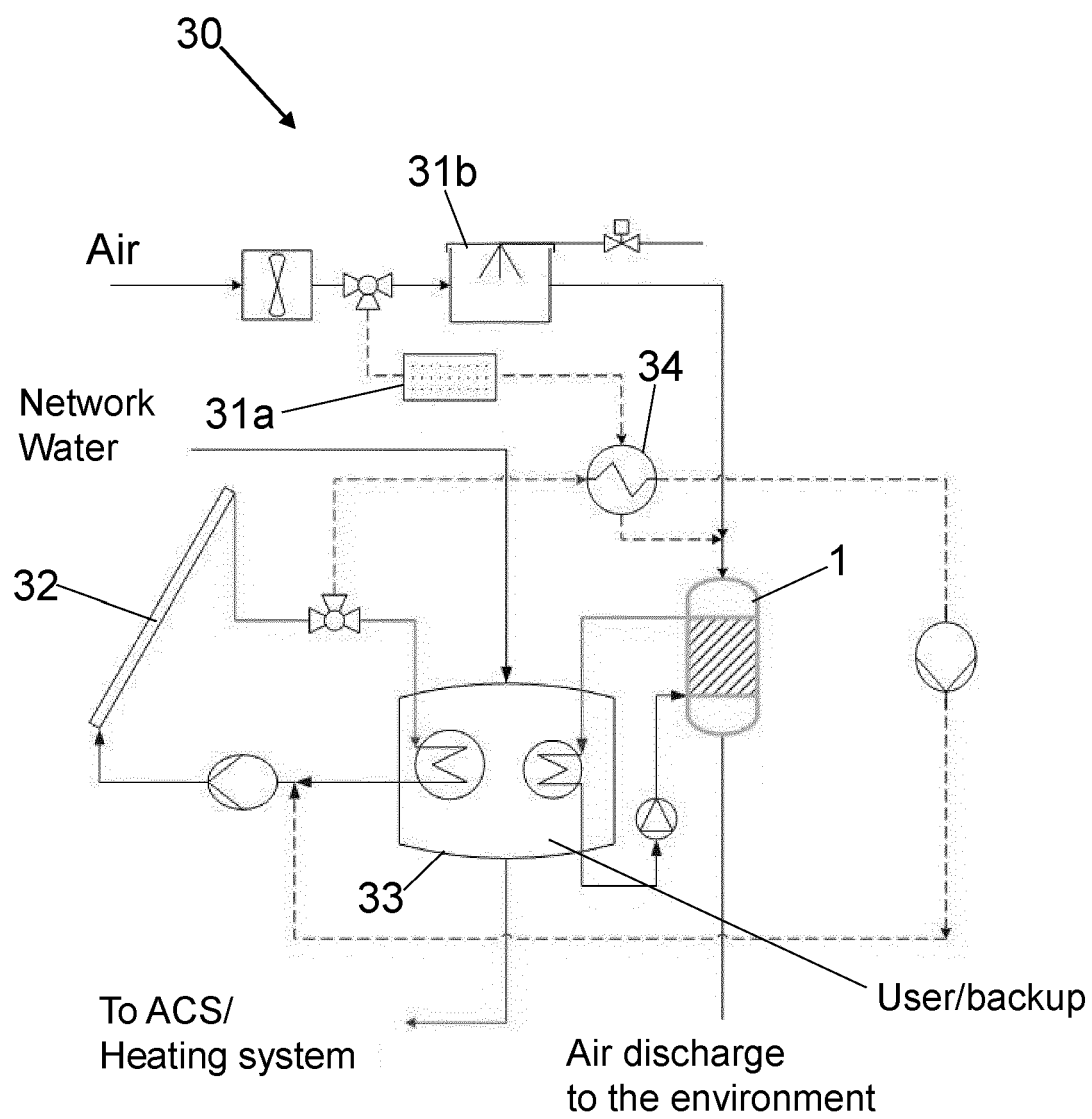 30
31b
Air
34
Network
Water
31a
1
32
33
User/backup
To ACS/
Heating system
Air discharge
to the environment